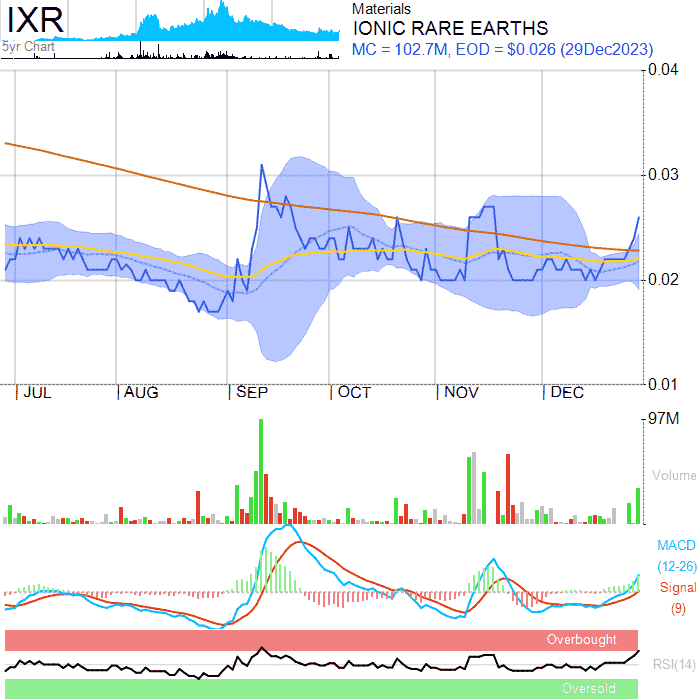 IXR
5yr Chart
Materials
IONIC RARE EARTHS
MC = 102.7M, EOD = $0.026 (29Dec2023)
0.04
0.03
0.02
0.01
JUL AUG SEP OCT NOV DEC
97M
Volume
MACD
(12-26)
Signal
(9)
Overbought
RSI(14)
Oversold